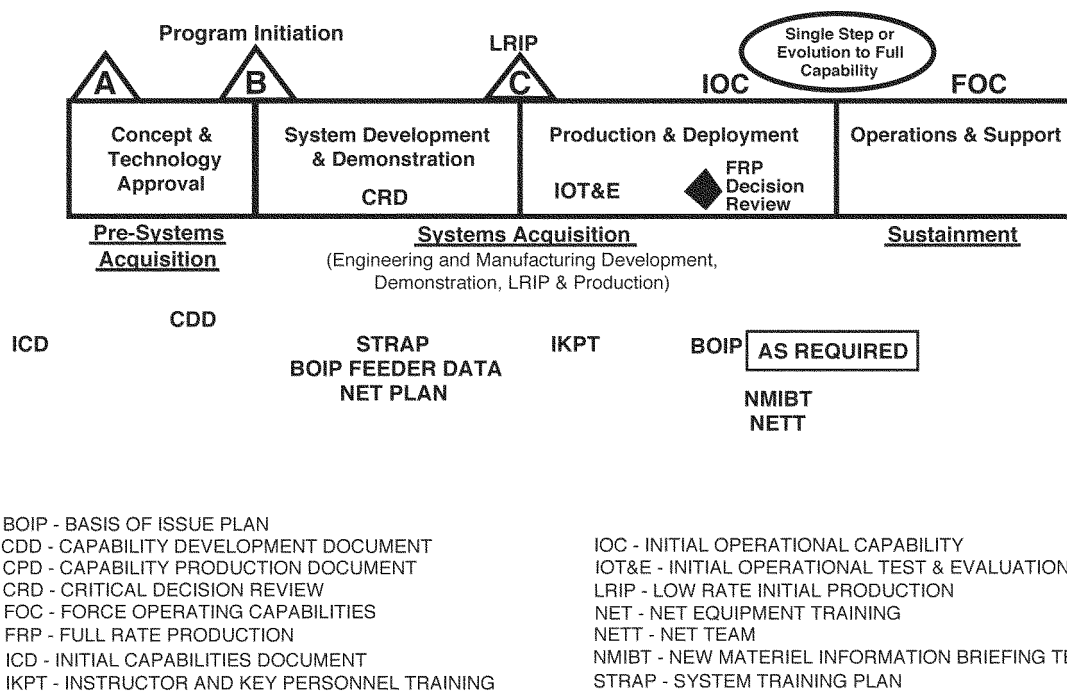 Program Initiation
LRIP
Single Step or
Evolution to Full
Capability
A
B
C
IOC
FOC
Concept &
Technology
Approval
System Development
& Demonstration
CRD
Production & Deployment
IOT&E
FRP
Decision
Review
Operations & Support
Pre-Systems
Acquisition
Systems Acquisition
(Engineering and Manufacturing Development,
Demonstration, LRIP & Production)
Sustainment
CDD
ICD
STRAP
BOIP FEEDER DATA
NET PLAN
IKPT
BOIP
AS REQUIRED
NMIBT
NETT
BOIP - BASIS OF ISSUE PLAN
CDD - CAPABILITY DEVELOPMENT DOCUMENT
CPD - CAPABILITY PRODUCTION DOCUMENT
CRD - CRITICAL DECISION REVIEW
FOC - FORCE OPERATING CAPABILITIES
FRP - FULL RATE PRODUCTION
ICD - INITIAL CAPABILITIES DOCUMENT
IKPT - INSTRUCTOR AND KEY PERSONNEL TRAINING
IOC - INITIAL OPERATIONAL CAPABILITY
IOT&E - INITIAL OPERATIONAL TEST & EVALUATION
LRIP - LOW RATE INITIAL PRODUCTION
NET - NET EQUIPMENT TRAINING
NETT - NET TEAM
NMIBT - NEW MATERIEL INFORMATION BRIEFING
STRAP - SYSTEM TRAINING PLAN